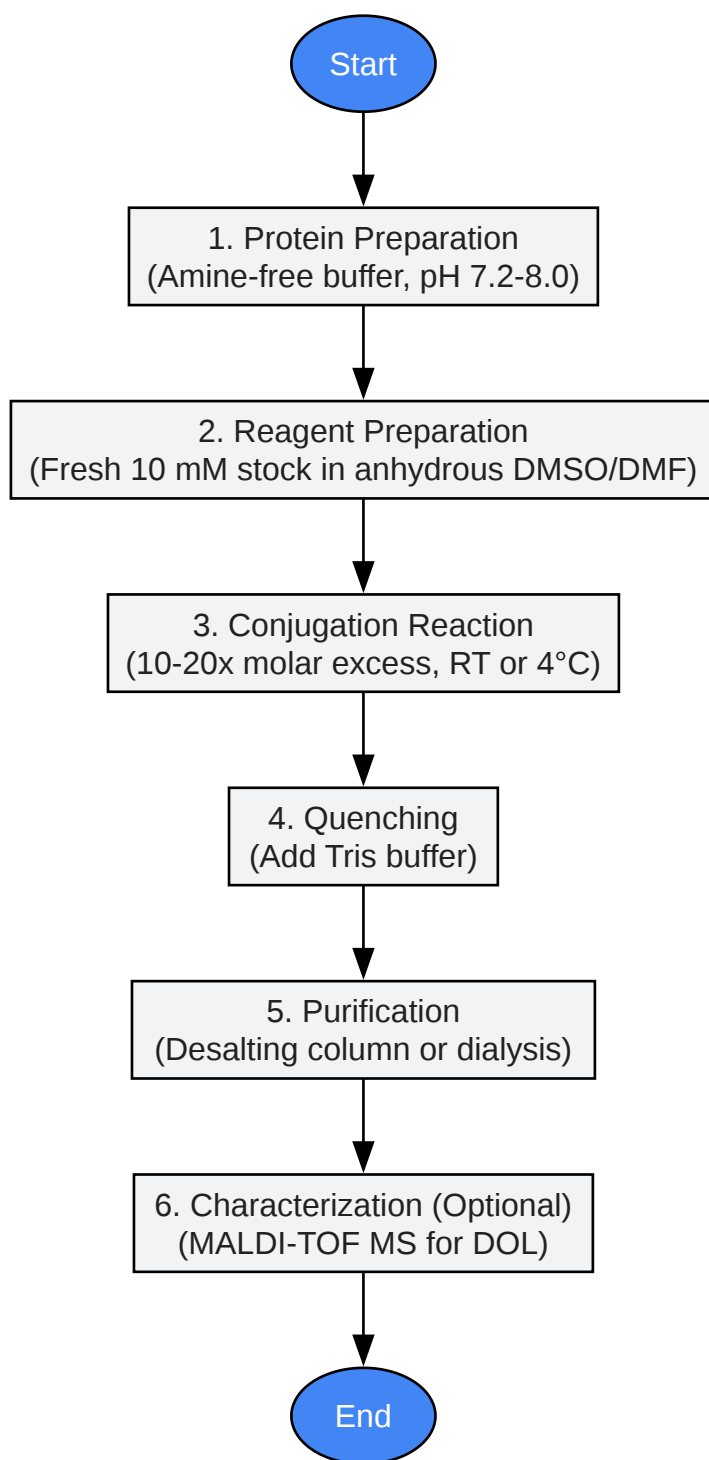 Start
1. Protein Preparation
(Amine-free buffer, pH 7.2-8.0)
2. Reagent Preparation
(Fresh 10 mM stock in anhydrous DMSO/DMF)
3. Conjugation Reaction
(10-20x molar excess, RT or 4°C)
4. Quenching
(Add Tris buffer)
5. Purification
(Desalting column or dialysis)
6. Characterization (Optional)
(MALDI-TOF MS for DOL)
End